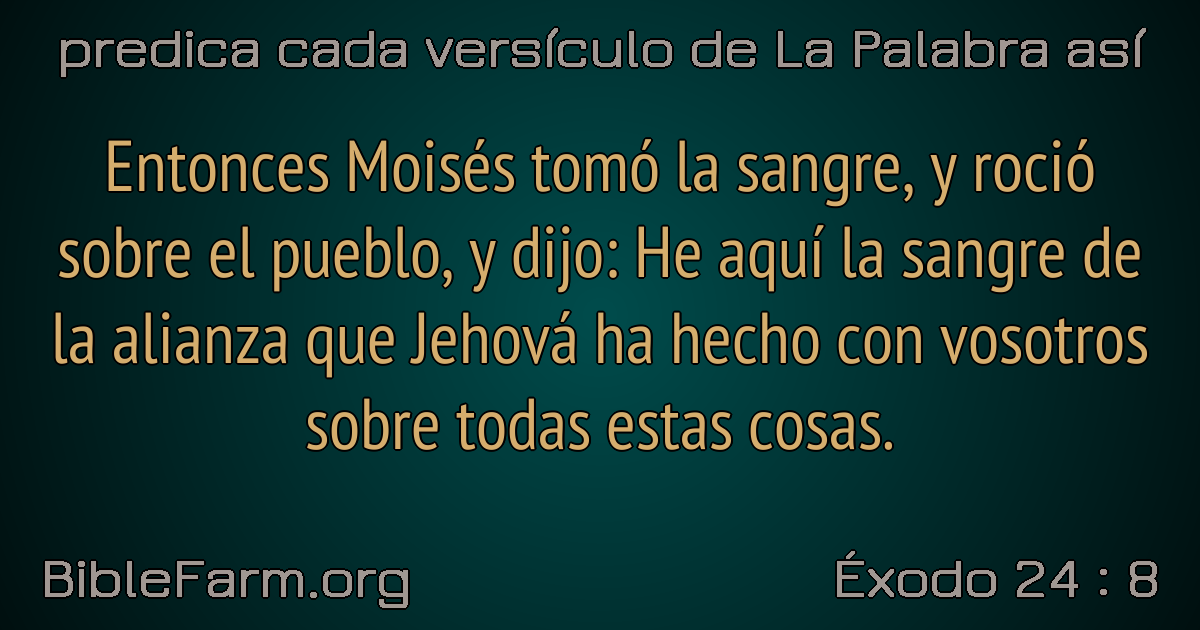 predica cada versículo de La Palabra así
Entonces Moisés tomó la sangre, y roció
sobre el pueblo, y dijo: He aquí la sangre de
la alianza que Jehová ha hecho con vosotros
sobre todas estas cosas.
BibleFarm.org
Éxodo 24 : 8